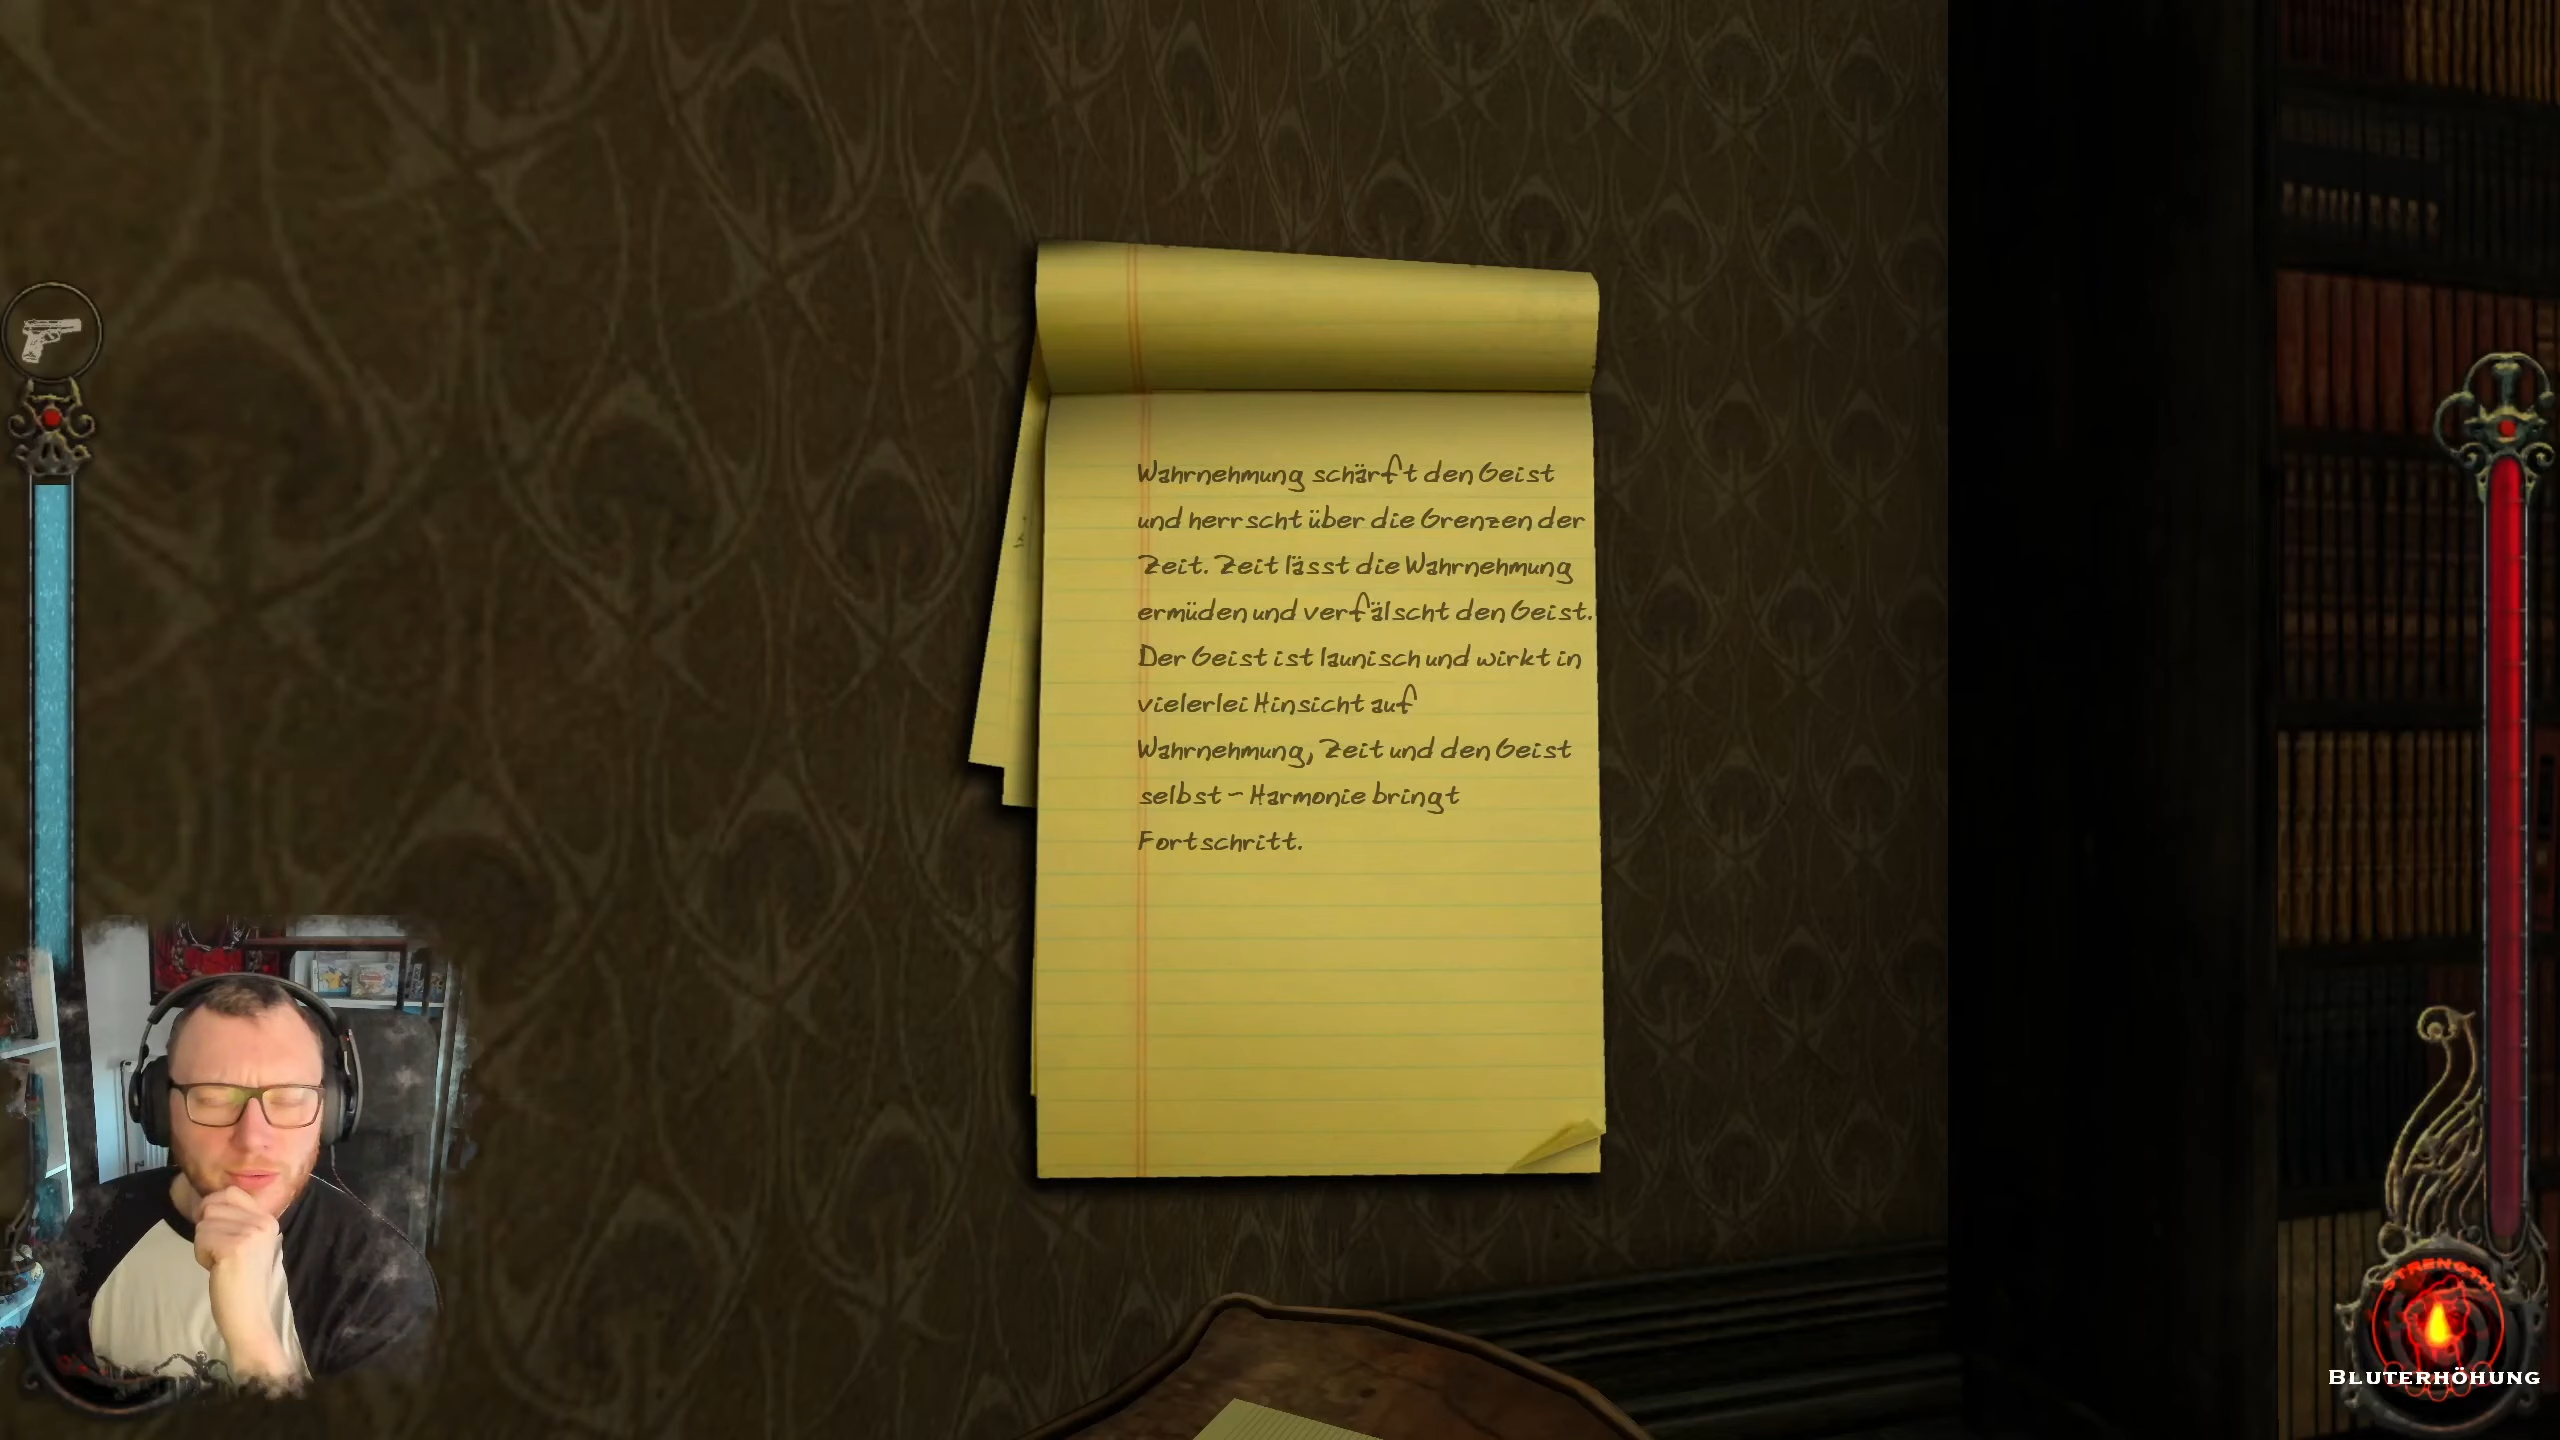 Wahrnehmung schärft den Geist
und herrscht über die Grenzen der
Zeit. Zeit lässt die Wahrnehmung
ermüden und verfälscht den Geist.
Der Geist ist launisch und wirkt in
vielerlei Hinsicht auf
Wahrnehmung, Zeit und den Geist
selbst - Harmonie bringt
Fortschritt.
STRENGTH
BLUTERHÖHUNG